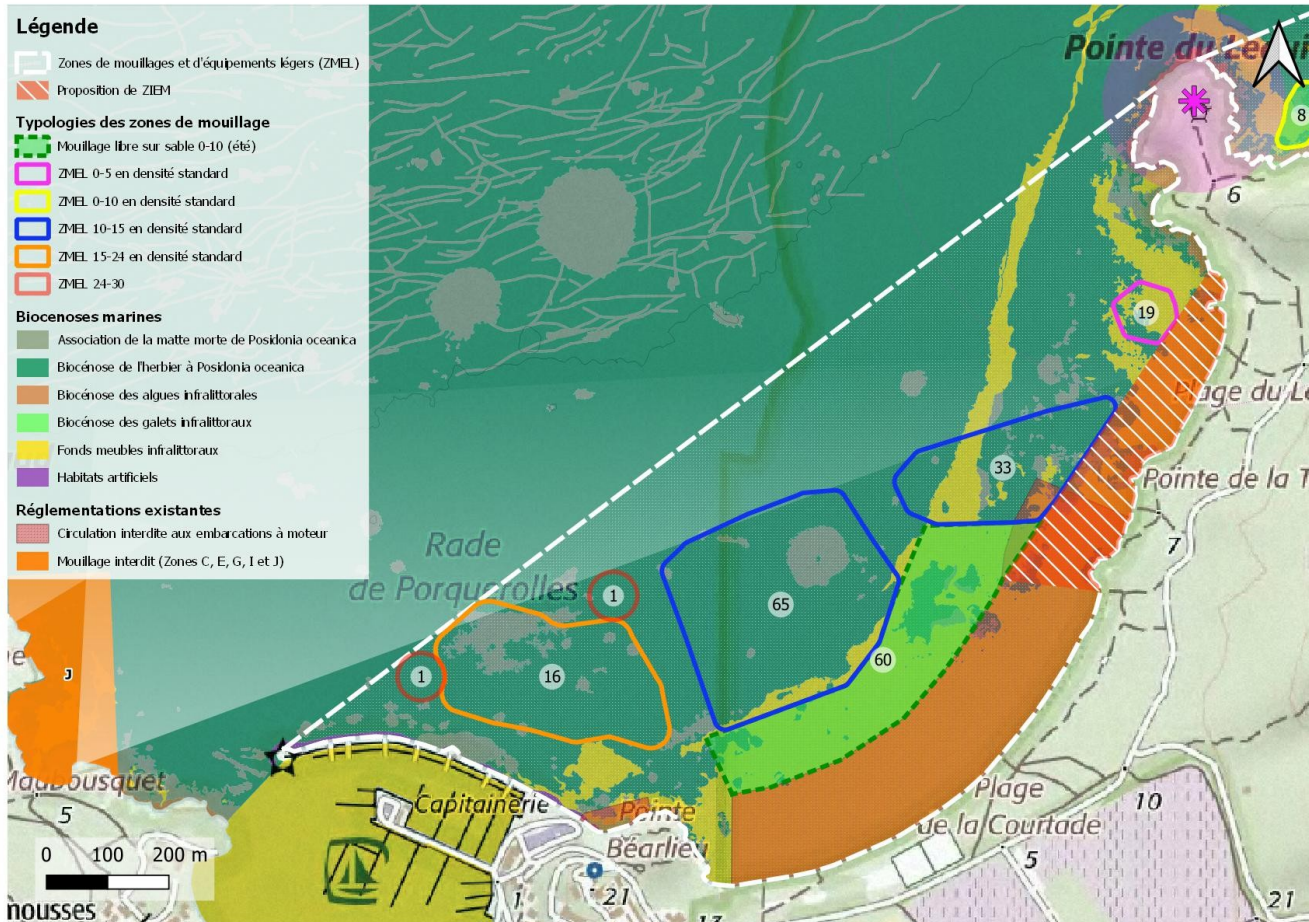 Légende
Zones de mouillages et d'équipements légers (ZMEL)
Proposition de ZIEM
Typologies des zones de mouillage
Mouillage libre sur sable 0-10 (été)
ZMEL 0-5 en densité standard
ZMEL 0-10 en densité standard
ZMEL 10-15 en densité standard
ZMEL 15-24 en densité standard
ZMEL 24-30
Biocenoses marines
Association de la matte morte de Posidonia oceanica
Biocénose de l'herbier à Posidonia oceanica
Biocénose des algues infralittorales
Biocénose des galets infralittoraux
Fonds meubles infralittoraux
Habitats artificiels
Réglementations existantes
Circulation interdite aux embarcations à moteur
Mouillage interdit (Zones C, E, G, I et J)
Pointe du
8
6
19
Plage du
33
Pointe de la
7
Rade
de Porquerolles
1
65
60
16
1
J
Maubousquet
5
Capitainerie
Pointe
Béarlieu
Plage
de la Courtade
10
5
0 100 200 m
21
1
13
21
nousses